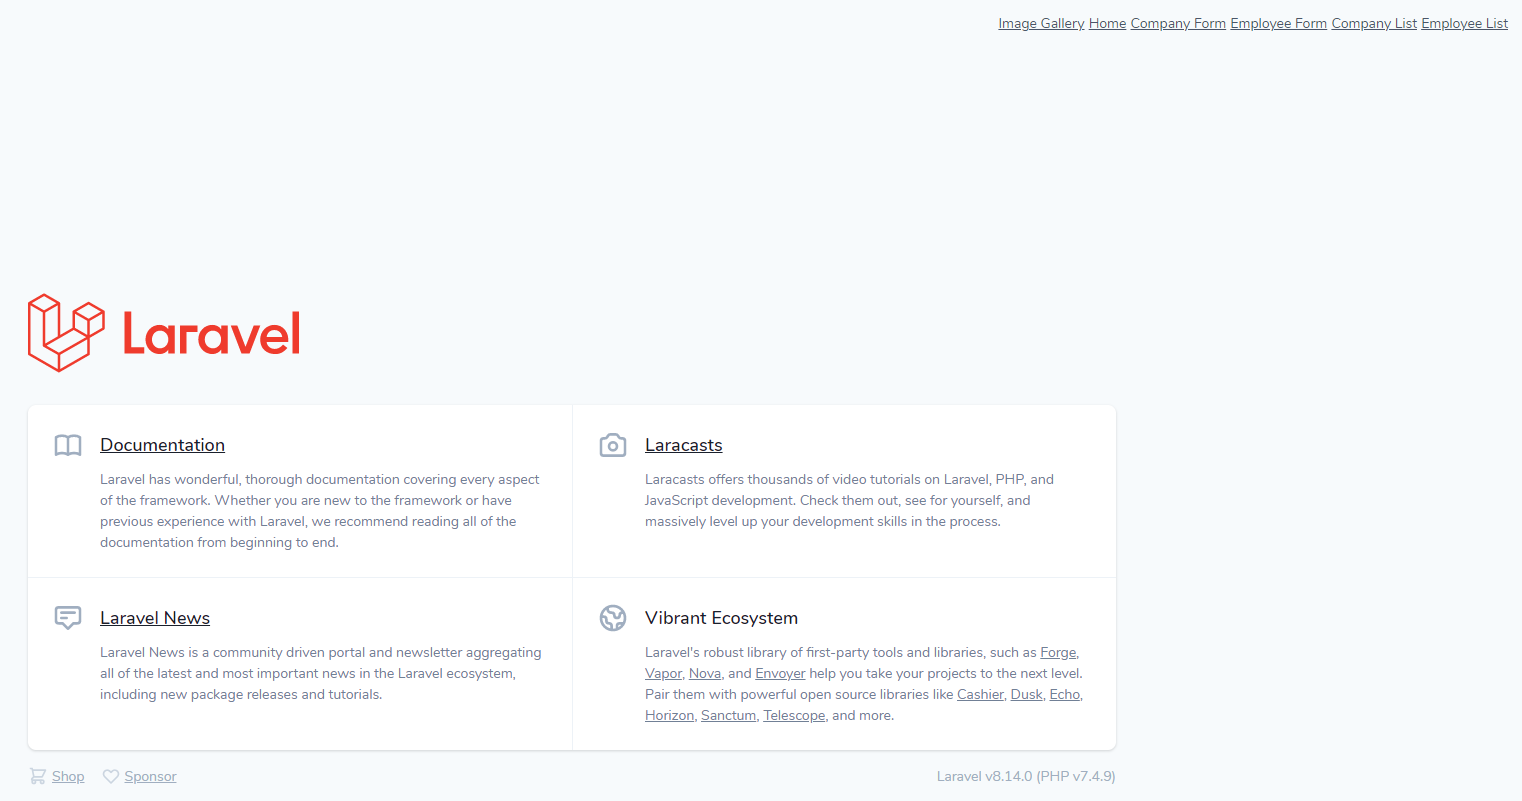 Image Gallery Home Company Form Employee Form Company List Employee List
Laravel
Documentation
Laravel has wonderful, thorough documentation covering every aspect
of the framework. Whether you are new to the framework or have
previous experience with Laravel, we recommend reading all of the
documentation from beginning to end.
Laracasts
Laracasts offers thousands of video tutorials on Laravel, PHP, and
JavaScript development. Check them out, see for yourself, and
massively level up your development skills in the process.
Laravel News
Laravel News is a community driven portal and newsletter aggregating
all of the latest and most important news in the Laravel ecosystem,
including new package releases and tutorials.
Vibrant Ecosystem
Laravel's robust library of first-party tools and libraries, such as Forge,
Vapor, Nova, and Envoyer help you take your projects to the next level.
Pair them with powerful open source libraries like Cashier, Dusk, Echo,
Horizon, Sanctum, Telescope, and more.
Shop Sponsor
Laravel v8.14.0 (PHP v7.4.9)